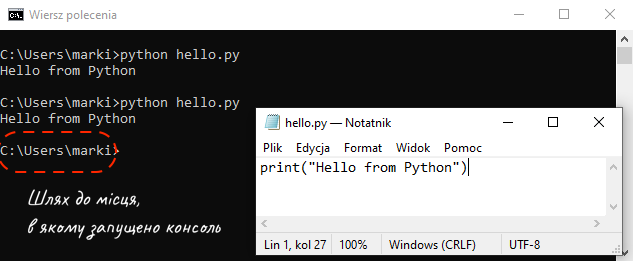 Wiersz polecenia
C:\Users\marki>python hello.py
Hello from Python
C:\Users\marki>python hello.py
Hello from Python
C:\Users\marki>
Шлях до місця,
в якому запущено консоль
hello.py — Notatnik
Plik Edycja Format Widok Pomoc
print("Hello from Python")
Lin 1, kol 27 100% Windows (CRLF) UTF-8